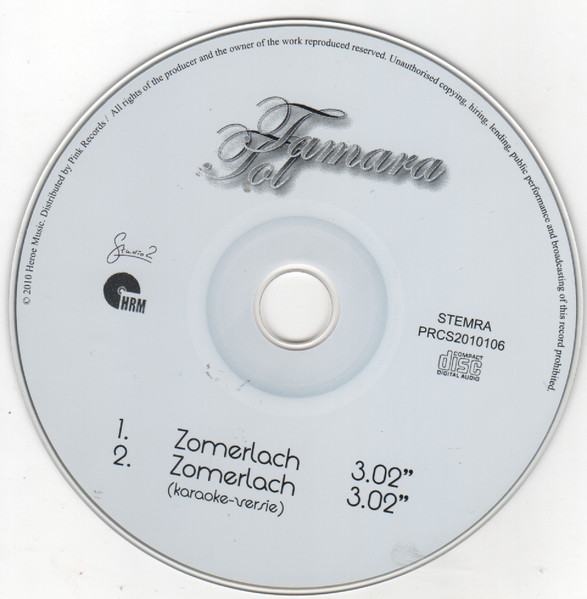 © 2010 Heroe Music. Distributed by Pink Records / All rights of the producer and the owner of the work reproduced reserved. Unauthorised copying, hiring, lending, public performance and broadcasting of this record prohibited.
Tamara
Tol
Studio2
HRM
STEMRA
PRCS2010106
COMPACT
disc
DIGITAL AUDIO
1. Zomerlach 3.02”
2. Zomerlach 3.02”
(karaoke-versie)